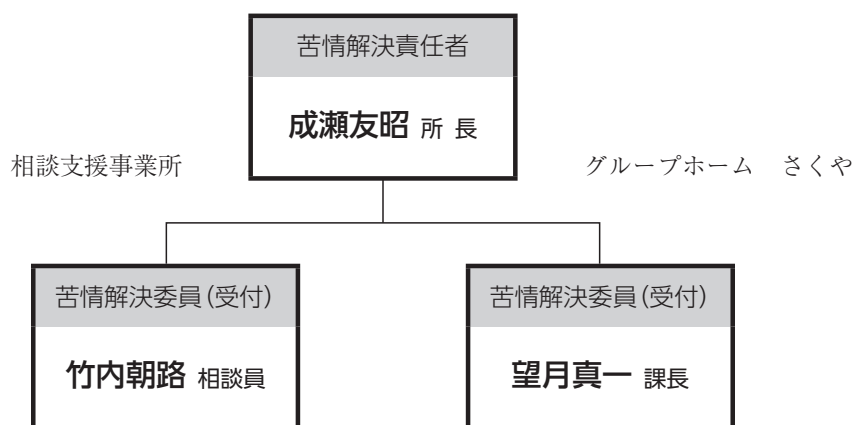 苦情解決責任者
成瀬友昭 所 長
相談支援事業所
グループホーム　さくや
苦情解決委員(受付)
竹内朝路 相談員
苦情解決委員(受付)
望月真一 課長